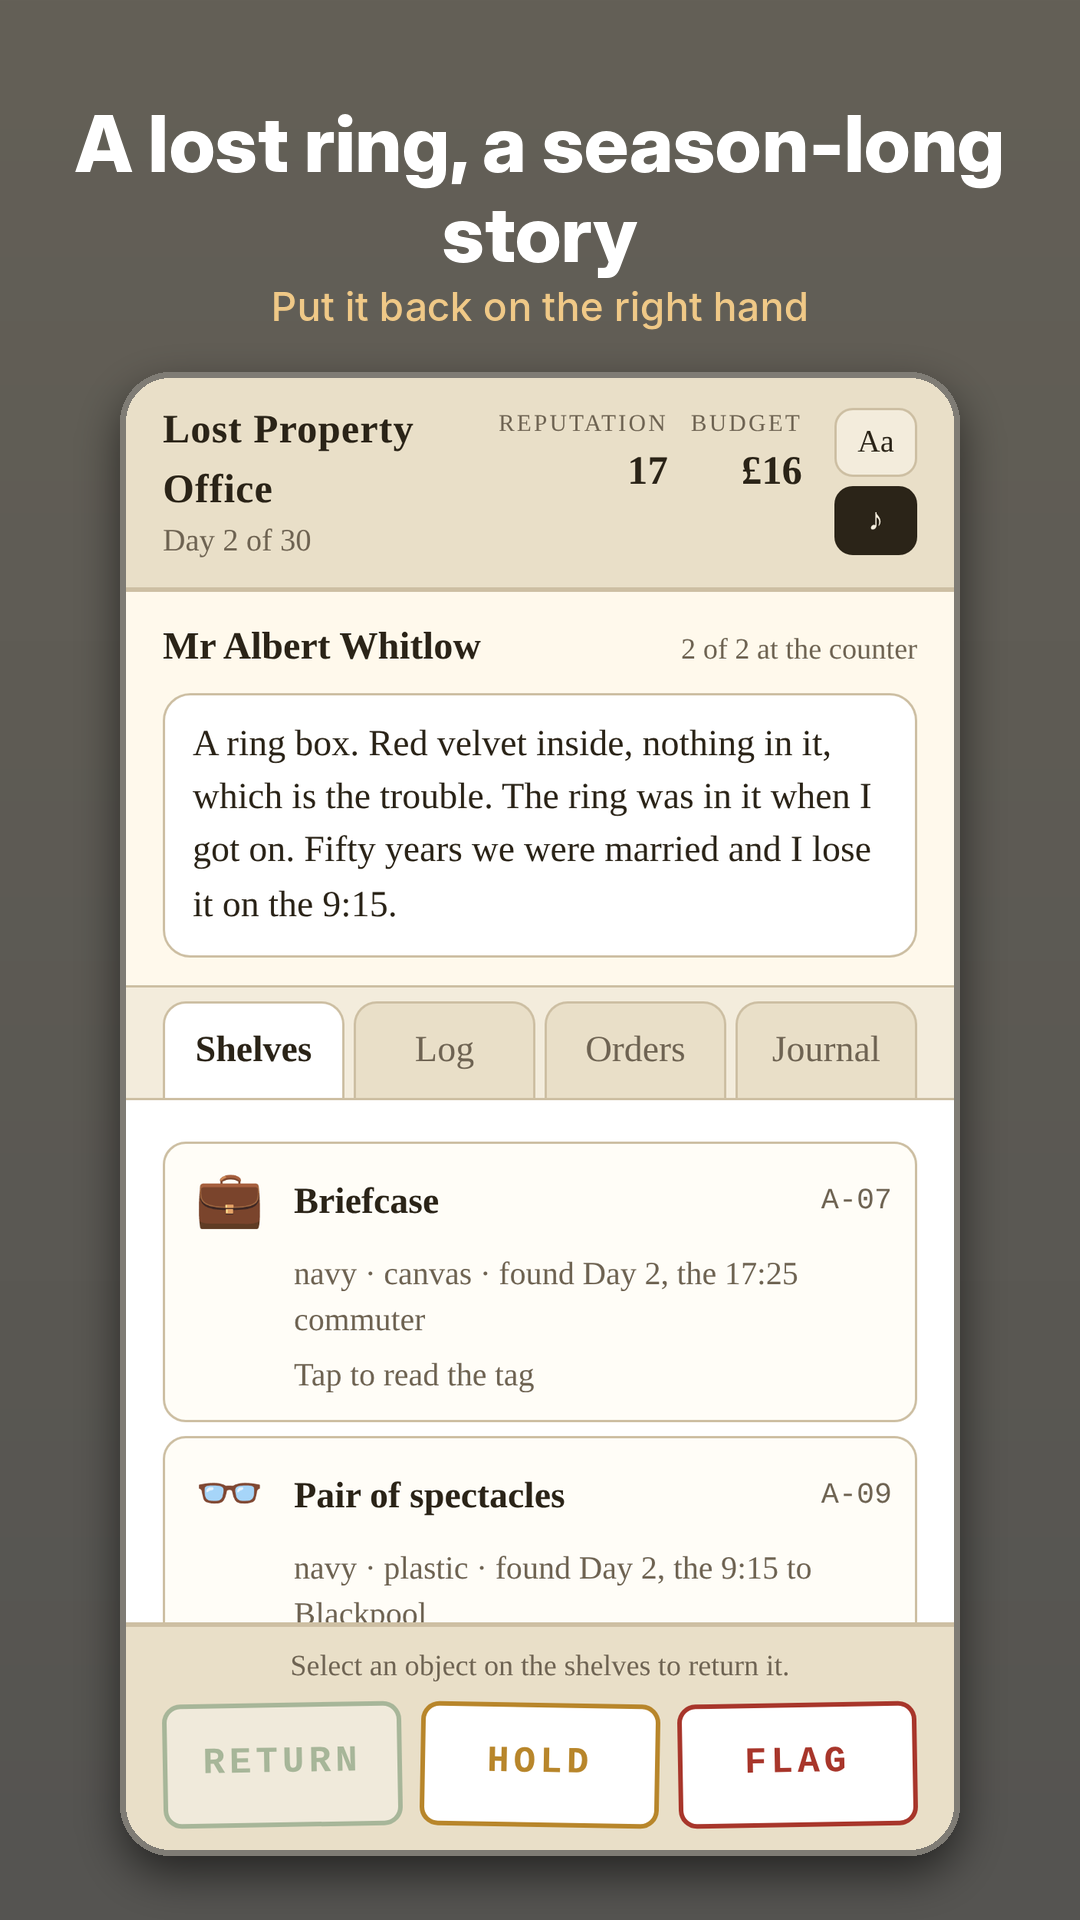 A lost ring, a season-long
story
Put it back on the right hand
Lost Property
Office
Day 2 of 30
REPUTATION
17
BUDGET
£16
Aa
♪
Mr Albert Whitlow
2 of 2 at the counter
A ring box. Red velvet inside, nothing in it,
which is the trouble. The ring was in it when I
got on. Fifty years we were married and I lose
it on the 9:15.
Shelves
Log
Orders
Journal
Briefcase
A-07
navy · canvas · found Day 2, the 17:25
commuter
Tap to read the tag
Pair of spectacles
A-09
navy · plastic · found Day 2, the 9:15 to
Blackpool
Select an object on the shelves to return it.
RETURN
HOLD
FLAG